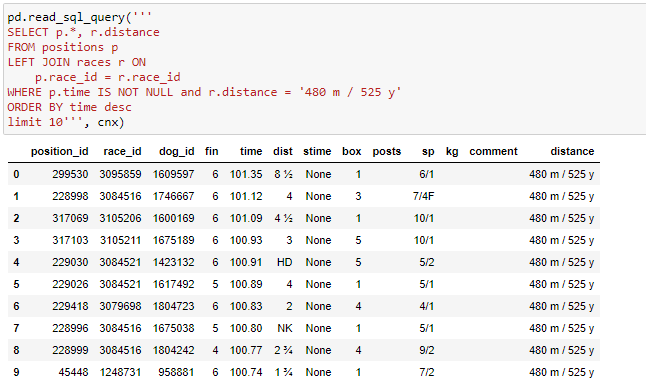 pd.read_sql_query('''
SELECT p.*, r.distance
FROM positions p
LEFT JOIN races r ON
p.race_id = r.race_id
WHERE p.time IS NOT NULL and r.distance = '480 m / 525 y'
ORDER BY time desc
limit 10''', cnx)
position_id race_id dog_id fin time dist stime box posts sp kg comment distance
0 299530 3095859 1609597 6 101.35 8 ½ None 1 6/1 480 m / 525 y
1 228998 3084516 1746667 6 101.12 4 None 3 7/4F 480 m / 525 y
2 317069 3105206 1600169 6 101.09 4 ½ None 1 10/1 480 m / 525 y
3 317103 3105211 1675189 6 100.93 3 None 5 10/1 480 m / 525 y
4 229030 3084521 1423132 6 100.91 HD None 5 5/2 480 m / 525 y
5 229026 3084521 1617492 5 100.89 4 None 1 5/1 480 m / 525 y
6 229418 3079698 1804723 6 100.83 2 None 4 4/1 480 m / 525 y
7 228996 3084516 1675038 5 100.80 NK None 1 5/1 480 m / 525 y
8 228999 3084516 1804242 4 100.77 2 ¾ None 4 9/2 480 m / 525 y
9 45448 1248731 958881 6 100.74 1 ¾ None 1 7/2 480 m / 525 y